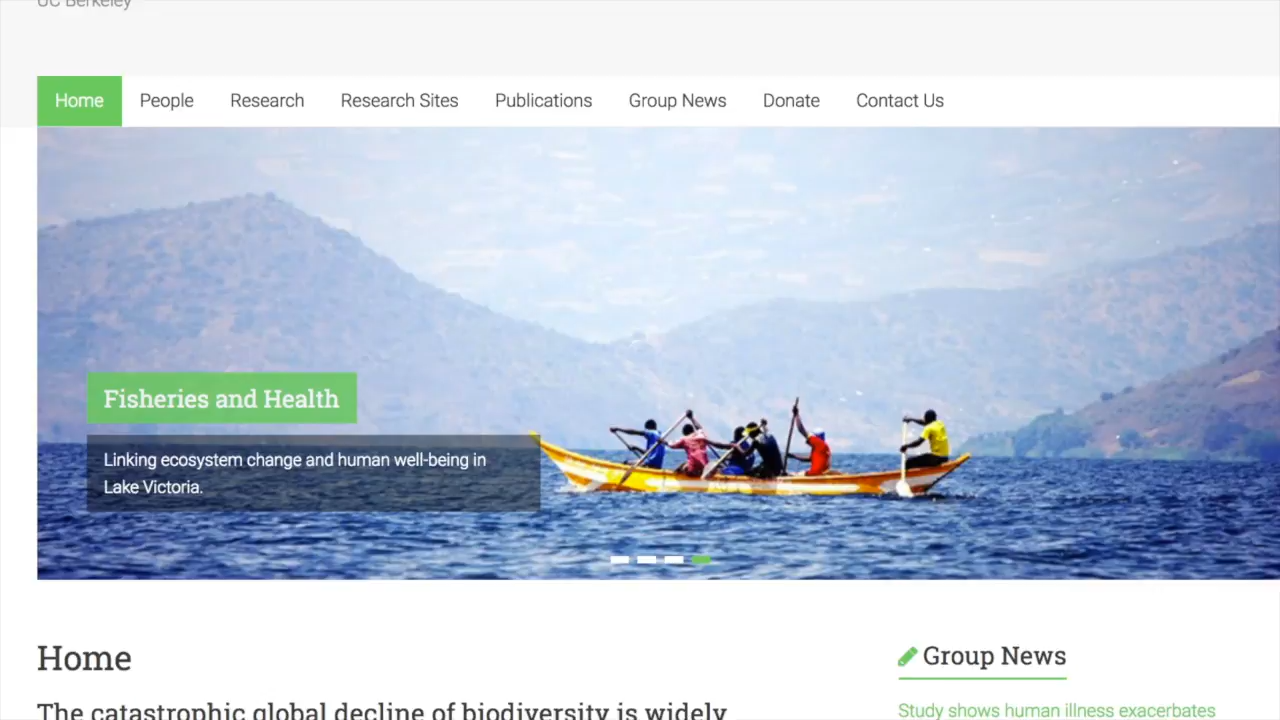 UC Berkeley
Home People Research Research Sites Publications Group News Donate Contact Us
Fisheries and Health
Linking ecosystem change and human well-being in
Lake Victoria.
Home
Group News
The catastrophic global decline of biodiversity is widely
Study shows human illness exacerbates